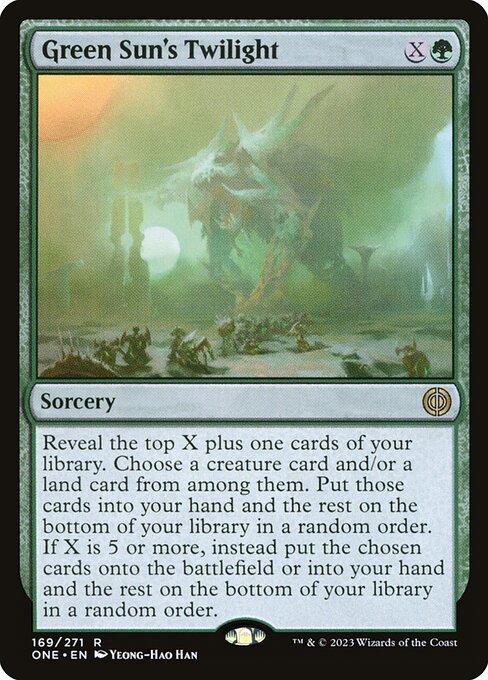 Green Sun's Twilight X
Sorcery
Reveal the top X plus one cards of your
library. Choose a creature card and/or a
land card from among them. Put those
cards into your hand and the rest on the
bottom of your library in a random order.
If X is 5 or more, instead put the chosen
cards onto the battlefield or into your hand
and the rest on the bottom of your library
in a random order.
169/271 R ™ & © 2023 Wizards of the Coast
ONE • EN Yeong-Hao Han